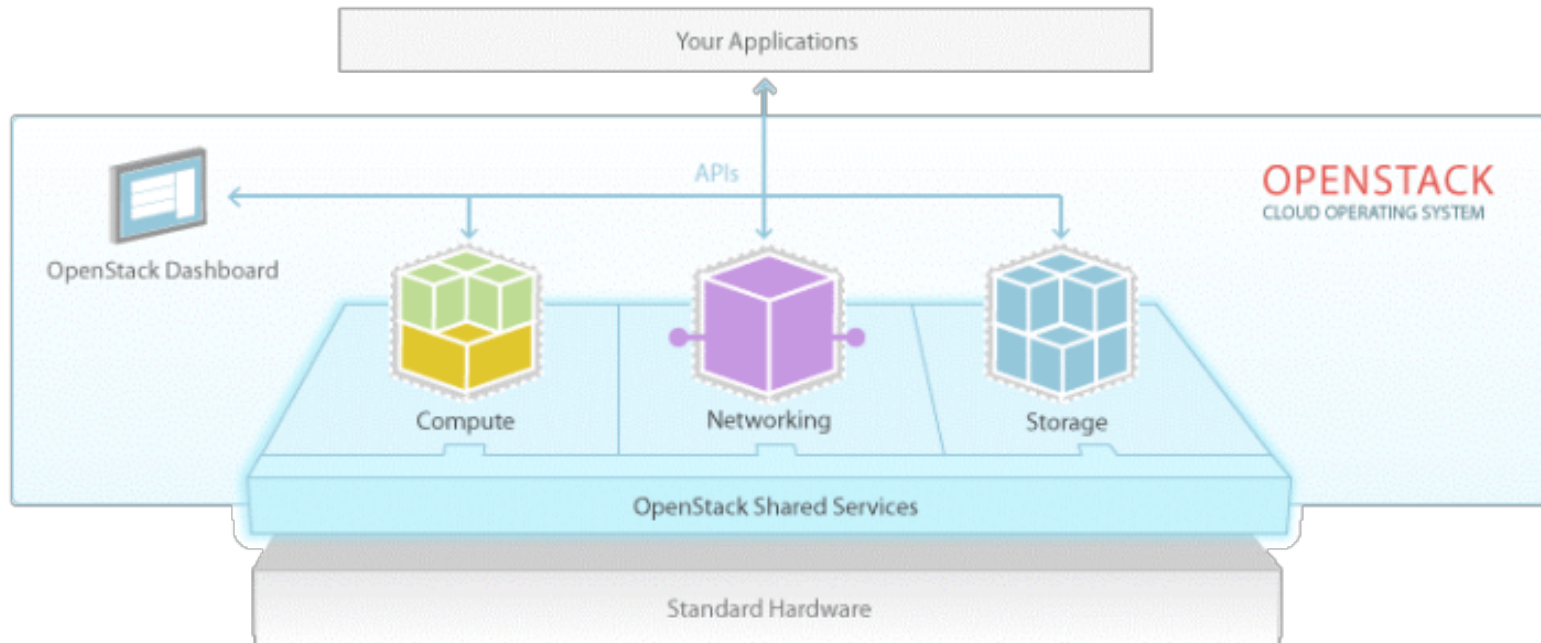 Your Applications
APIs
OPENSTACK
CLOUD OPERATING SYSTEM
OpenStack Dashboard
Compute
Networking
Storage
OpenStack Shared Services
Standard Hardware